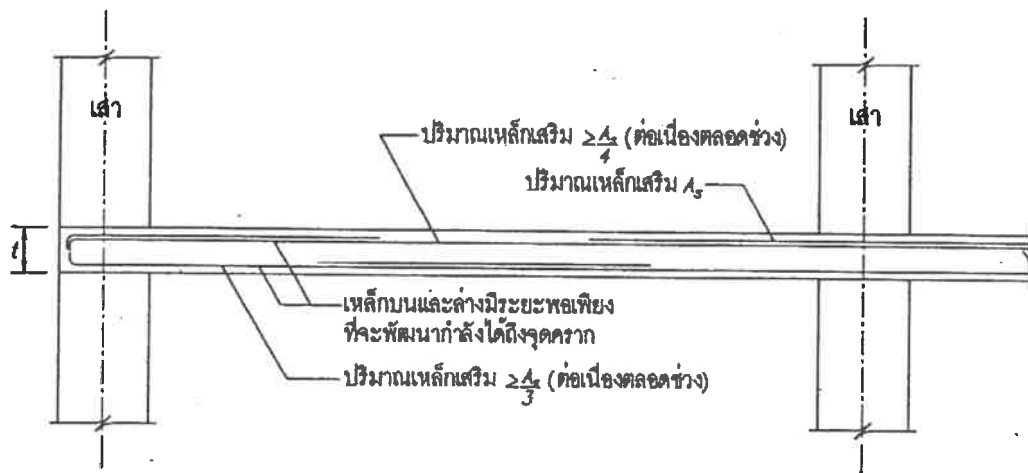 เสา
เสา
ปริมาณเหล็กเสริม ≥ A_s/4 (ต่อเนื่องตลอดช่วง)
ปริมาณเหล็กเสริม A_s
t
เหล็กบนและล่างมีระยะพอเพียง
ที่จะพัฒนากำลังได้ถึงจุดคราก
ปริมาณเหล็กเสริม ≥ A_s/3 (ต่อเนื่องตลอดช่วง)